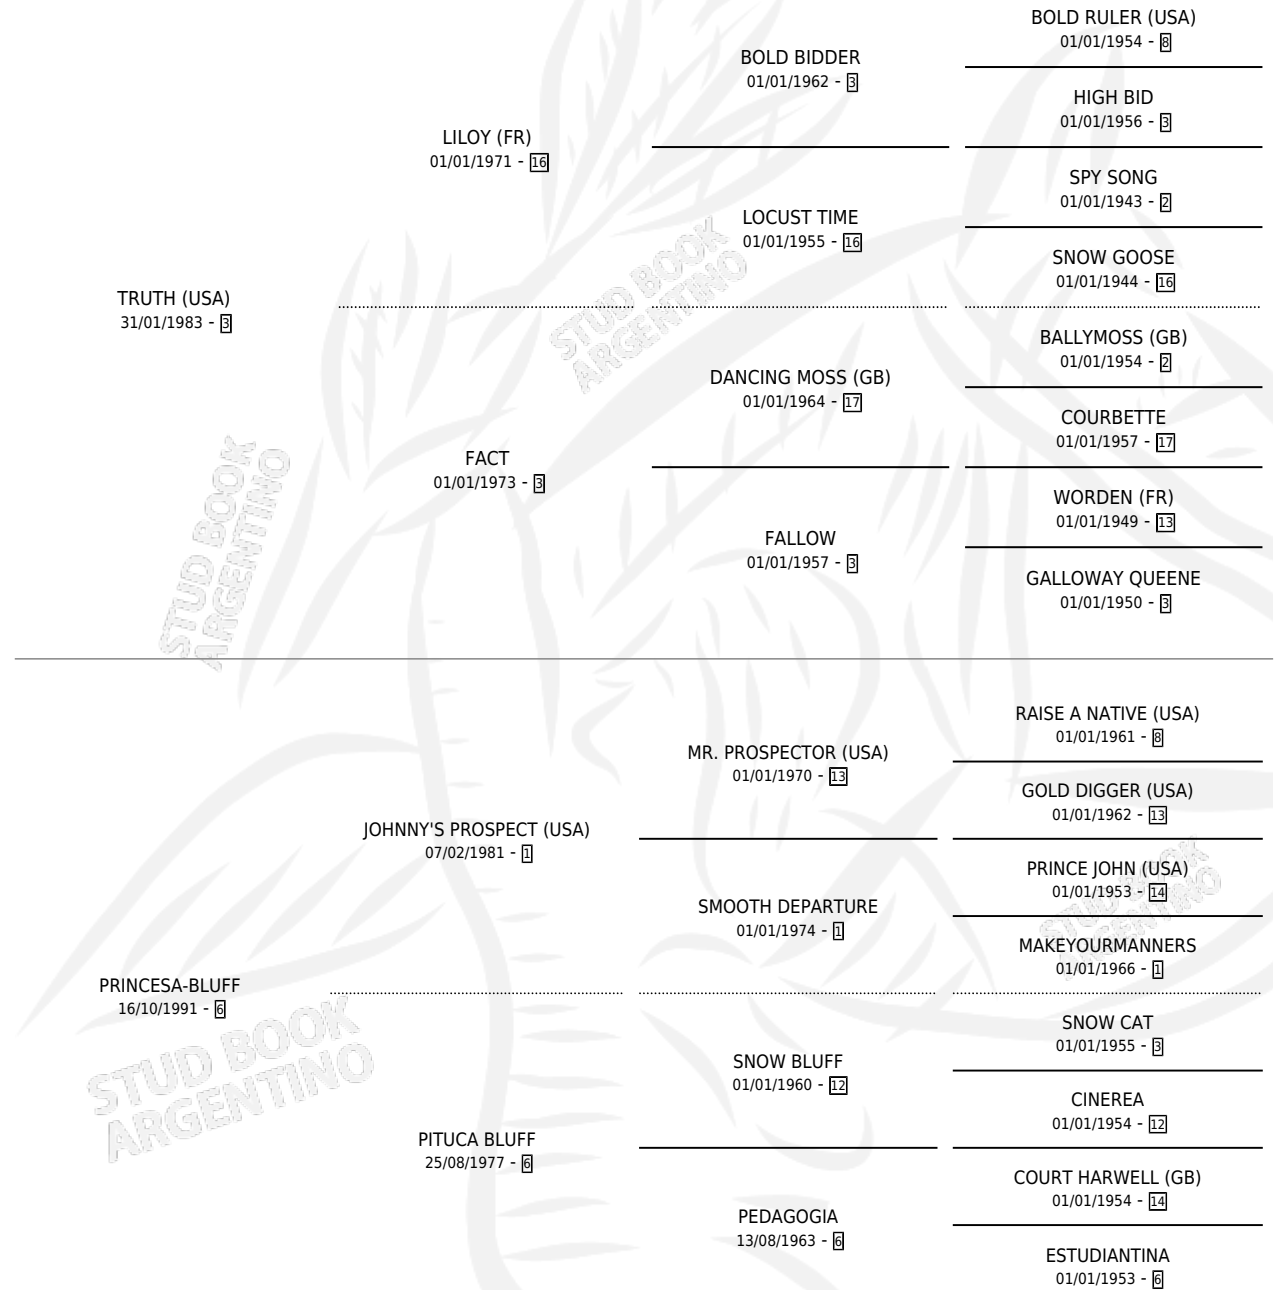 BOLD RULER (USA)
01/01/1954 - 8
BOLD BIDDER
01/01/1962 - 3
HIGH BID
01/01/1956 - 3
LILOY (FR)
01/01/1971 - 16
SPY SONG
01/01/1943 - 2
LOCUST TIME
01/01/1955 - 16
SNOW GOOSE
01/01/1944 - 16
TRUTH (USA)
31/01/1983 - 3
BALLYMOSS (GB)
01/01/1954 - 2
DANCING MOSS (GB)
01/01/1964 - 17
COURBETTE
01/01/1957 - 17
FACT
01/01/1973 - 3
WORDEN (FR)
01/01/1949 - 13
FALLOW
01/01/1957 - 3
GALLOWAY QUEENE
01/01/1950 - 3
RAISE A NATIVE (USA)
01/01/1961 - 8
MR. PROSPECTOR (USA)
01/01/1970 - 13
GOLD DIGGER (USA)
01/01/1962 - 13
JOHNNY'S PROSPECT (USA)
07/02/1981 - 1
PRINCE JOHN (USA)
01/01/1953 - 14
SMOOTH DEPARTURE
01/01/1974 - 1
MAKEYOURMANNERS
01/01/1966 - 1
PRINCESA-BLUFF
16/10/1991 - 6
SNOW CAT
01/01/1955 - 3
SNOW BLUFF
01/01/1960 - 12
CINEREA
01/01/1954 - 12
PITUCA BLUFF
25/08/1977 - 6
COURT HARWELL (GB)
01/01/1954 - 14
PEDAGOGIA
13/08/1963 - 6
ESTUDIANTINA
01/01/1953 - 6
STUD BOOK
ARGENTINO
STUD BOOK
ARGENTINO
STUD BOOK
ARGENTINO
STUD BOOK
ARGENTINO